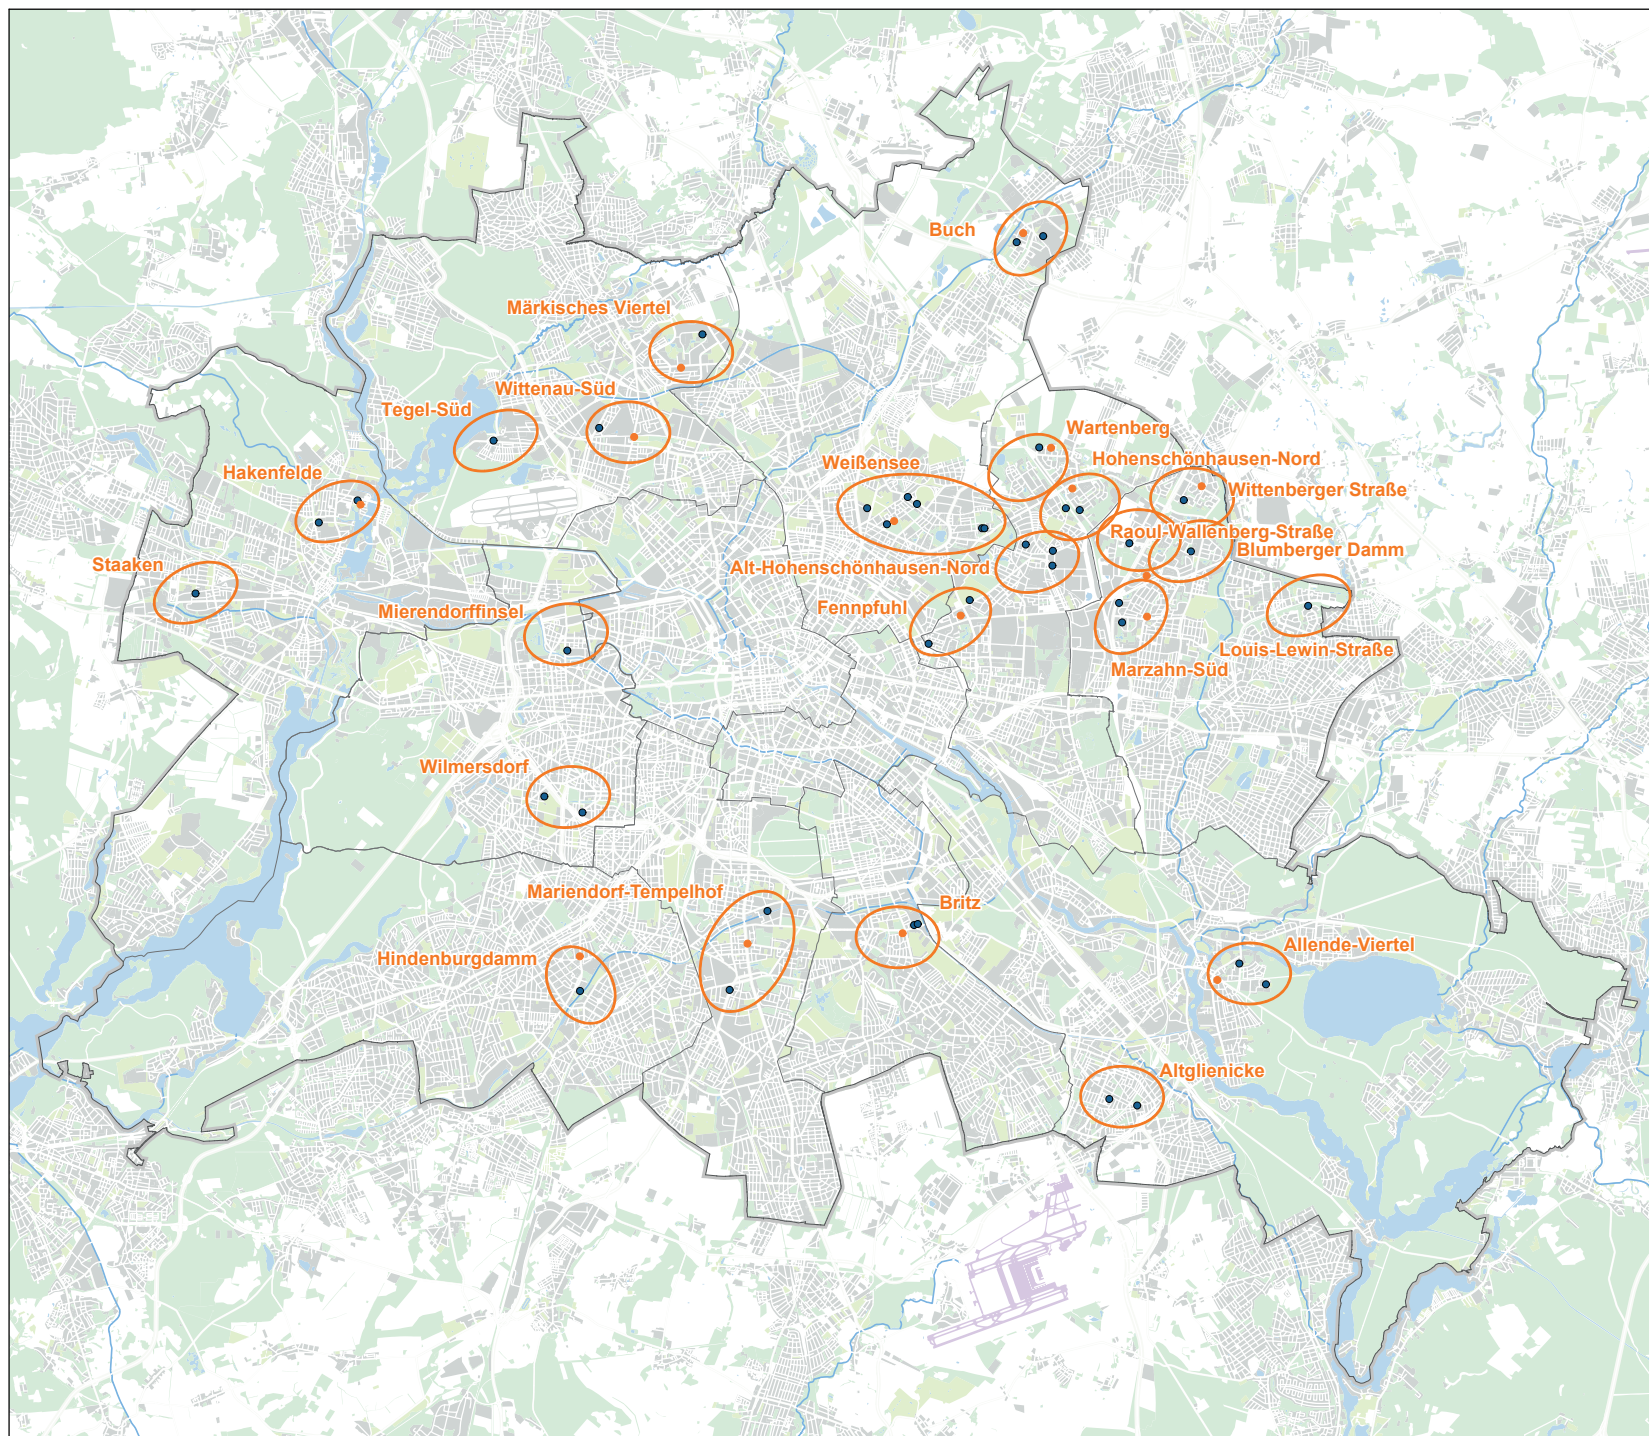 Buch
Märkisches Viertel
Wittenau-Süd
Tegel-Süd
Wartenberg
Hohenschönhausen-Nord
Weißensee
Hakenfelde
Wittenberger Straße
Raoul-Wallenberg-Straße
Blumberger Damm
Staaken
Alt-Hohenschönhausen-Nord
Fennpfuhl
Mierendorffinsel
Louis-Lewin-Straße
Marzahn-Süd
Wilmersdorf
Mariendorf-Tempelhof
Britz
Allende-Viertel
Hindenburgdamm
Altglienicke